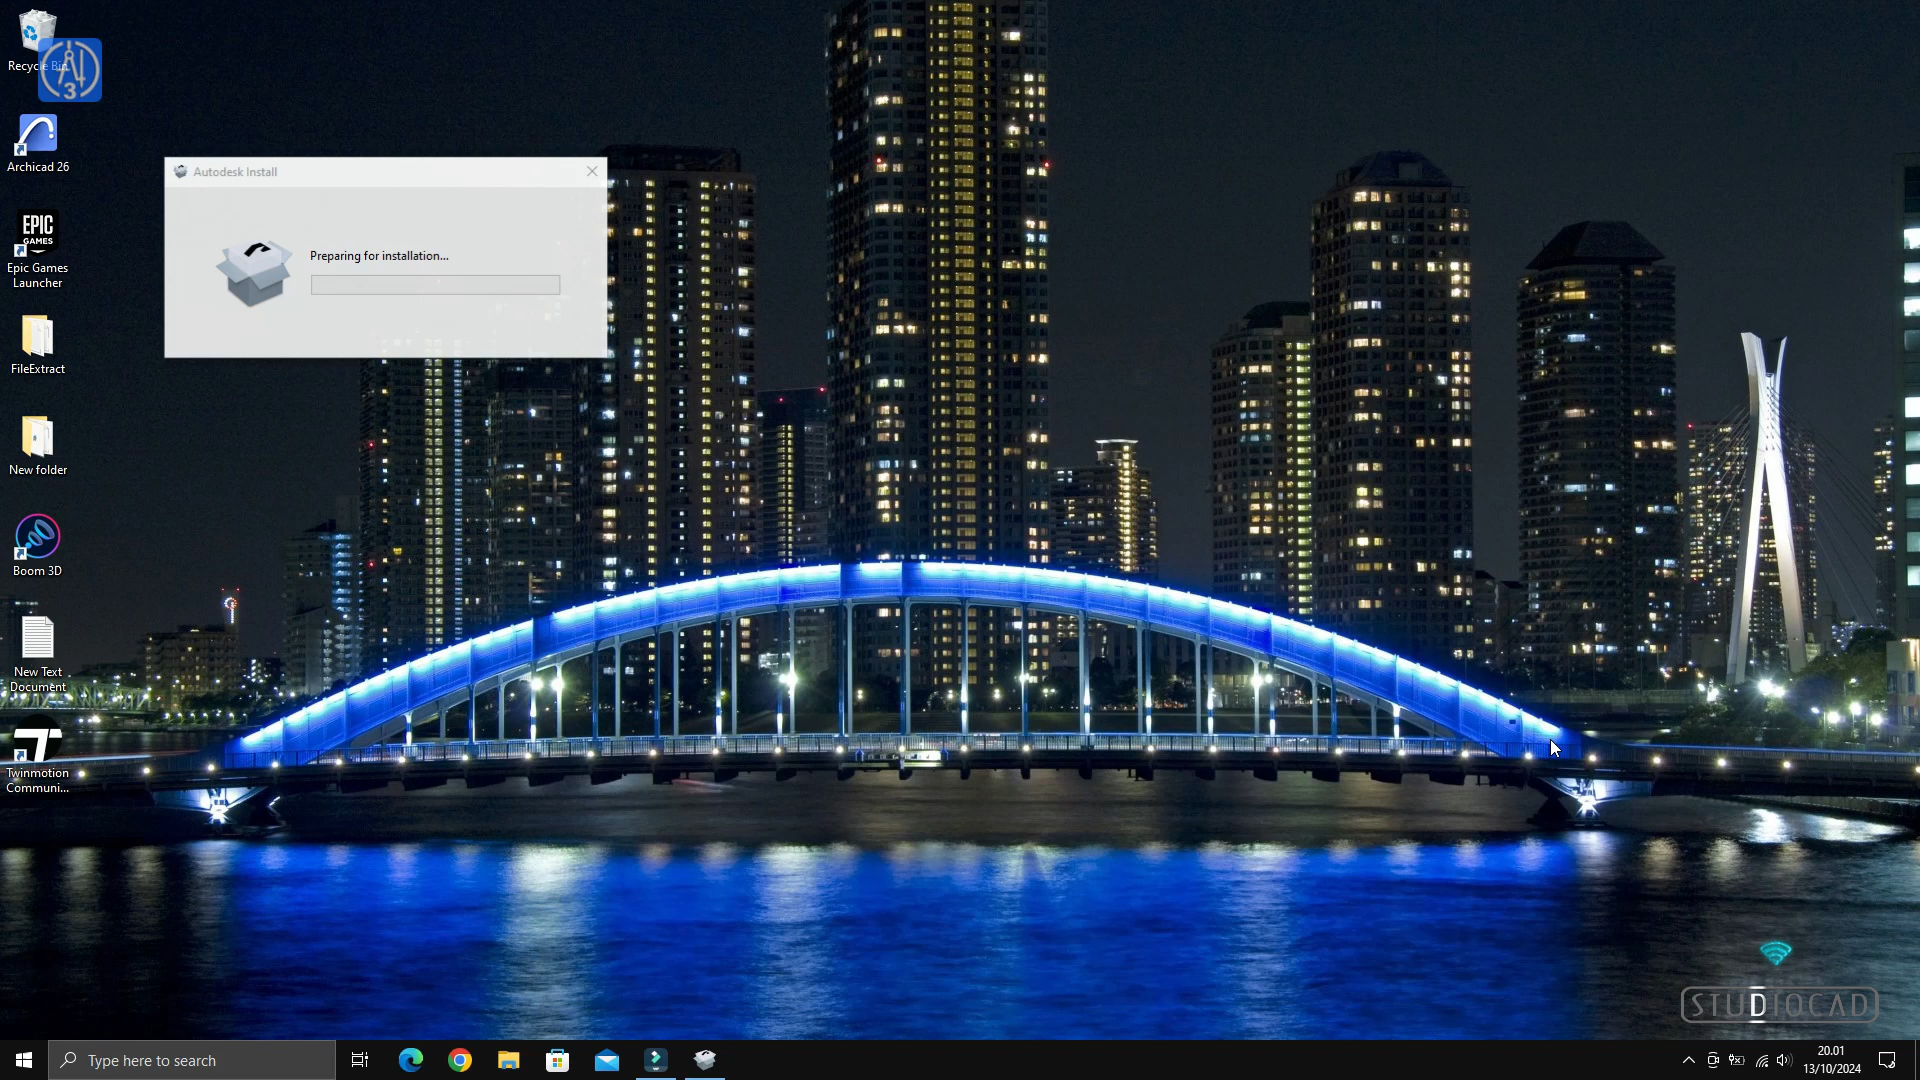 Recycle Bin
3
Archicad 26
EPIC
GAMES
Epic Games
Launcher
FileExtract
New folder
Boom 3D
New Text
Document
Twinmotion
Communi...
Autodesk Install
Preparing for installation...
STUDIOCAD
Type here to search
20.01
13/10/2024